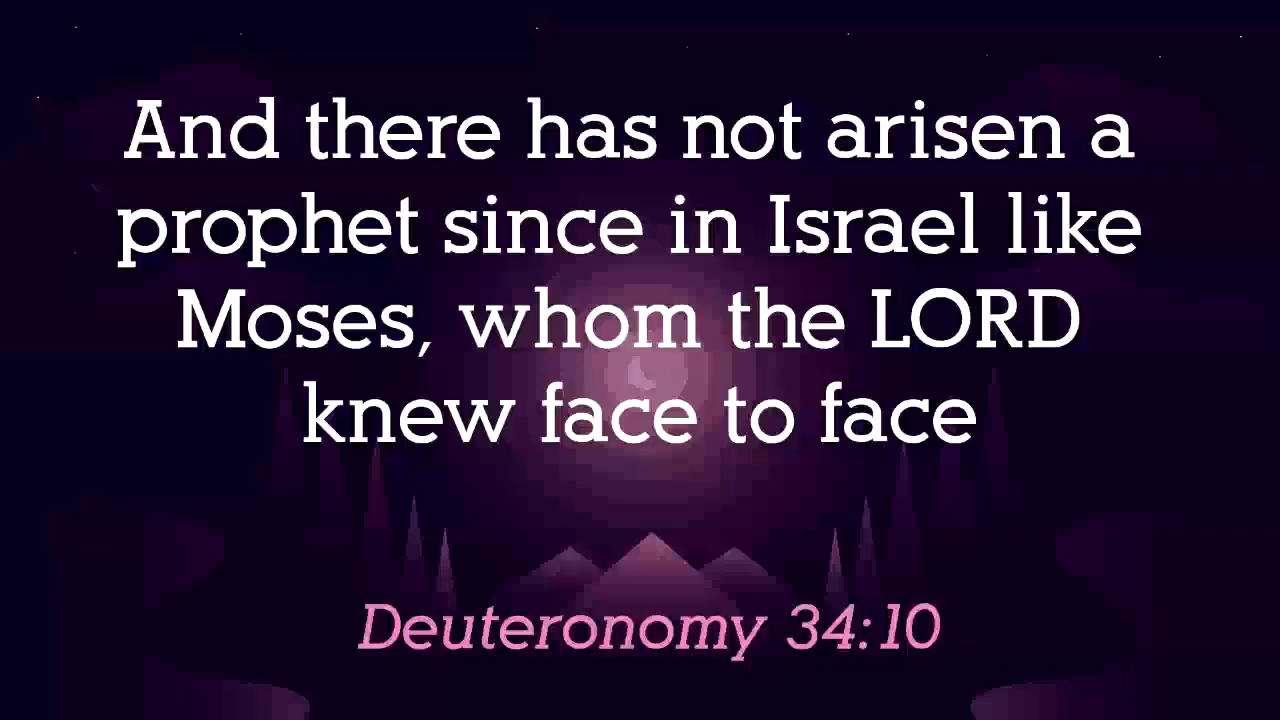 And there has not arisen a
prophet since in Israel like
Moses, whom the LORD
knew face to face
Deuteronomy 34:10